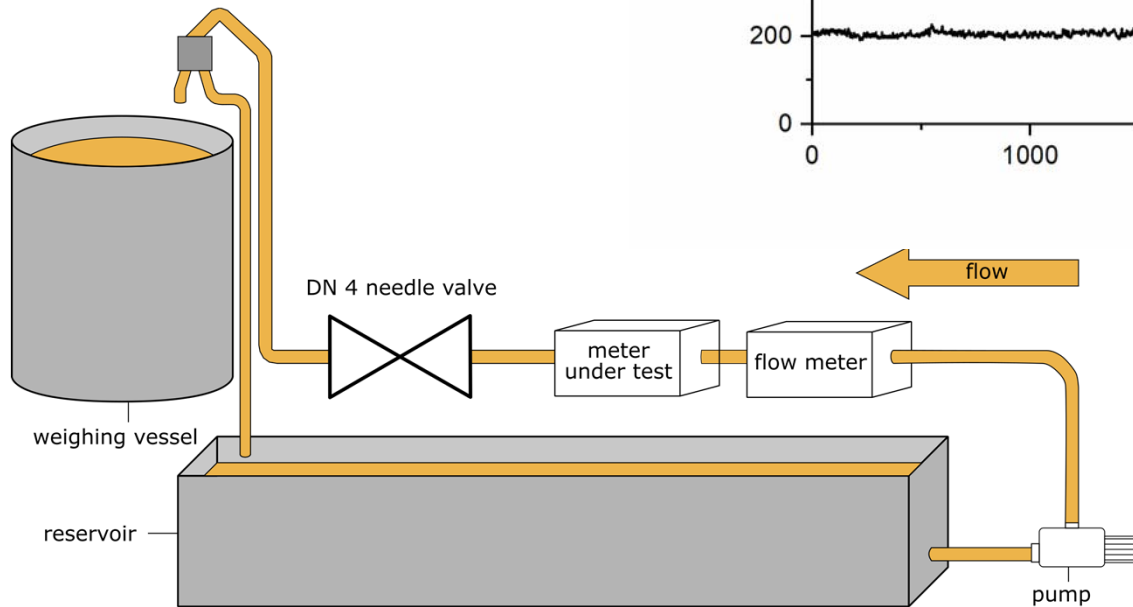 200
0
0
1000
flow
DN 4 needle valve
meter
under test
flow meter
weighing vessel
reservoir
pump